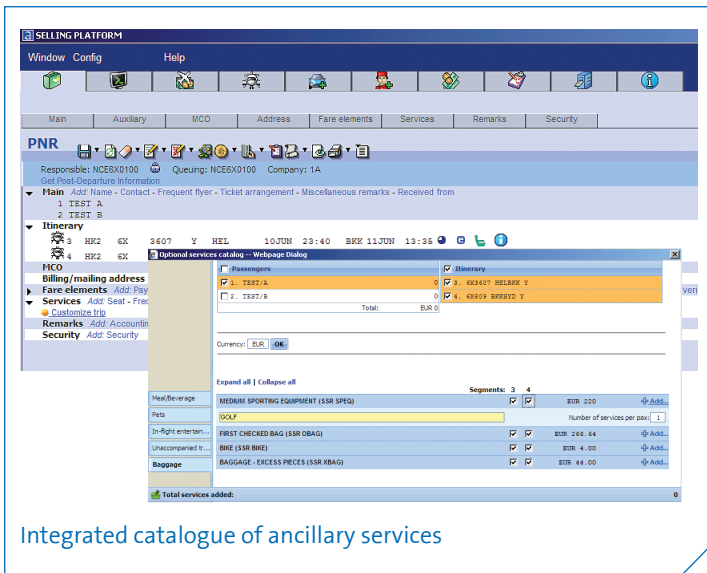 SELLING PLATFORM
Window Config Help
Main Auxiliary MCO Address Fare elements Services Remarks Security
PNR
Responsible: NCE6X0100 Queuing: NCE6X0100 Company: 1A
Get Post-Departure Information
Main Add: Name - Contact - Frequent flyer - Ticket arrangement - Miscellaneous remarks - Received from
1 TEST A
2 TEST B
Itinerary
3 HK2 6X 3607 Y HEL 10JUN 23:40 BKK 11JUN 13:35
4 HK2 6X
MCO
Billing/mailing address
Fare elements Add: Pay
Services Add: Seat - Freq
Customize trip
Remarks Add: Accountin
Security Add: Security
Optional services catalog -- Webpage Dialog
Passengers Itinerary
1. TEST/A 0 3. 6X3607 HELBKK Y
2. TEST/B 0 4. 6X909 BKKSYD Y
Total: EUR 0
Currency: EUR OK
Expand all | Collapse all
Segments: 3 4
Meal/Beverage
Pets
In-flight entertain...
Unaccompanied tr...
Baggage
MEDIUM SPORTING EQUIPMENT (SSR SPEQ) EUR 220 Add...
GOLF Number of services per pax: 1
FIRST CHECKED BAG (SSR OBAG) EUR 266.64 Add...
BIKE (SSR BIKE) EUR 4.00 Add...
BAGGAGE - EXCESS PIECES (SSR XBAG) EUR 44.00 Add...
Total services added: 0
Integrated catalogue of ancillary services